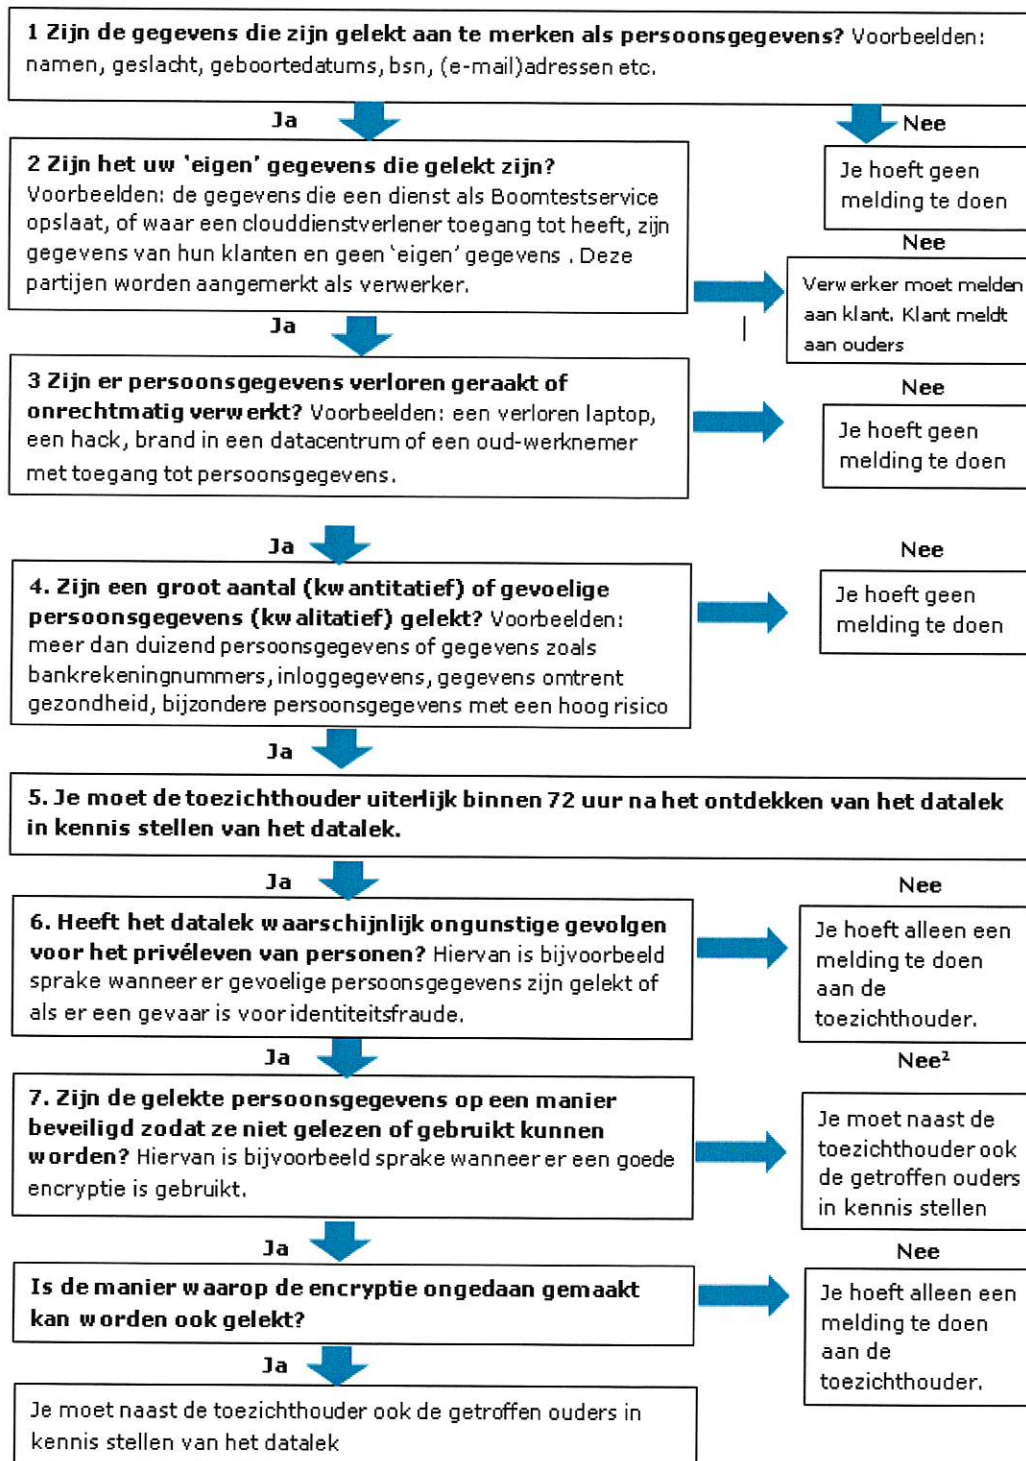 1 Zijn de gegevens die zijn gelekt aan te merken als persoonsgegevens? Voorbeelden:
namen, geslacht, geboortedatums, bsn, (e-mail)adressen etc.
Ja
Nee
2 Zijn het uw 'eigen' gegevens die gelekt zijn?
Voorbeelden: de gegevens die een dienst als Boomtestservice
opslaat, of waar een clouddienstverlener toegang tot heeft, zijn
gegevens van hun klanten en geen 'eigen' gegevens . Deze
partijen worden aangemerkt als verwerker.
Je hoeft geen
melding te doen
Nee
Verwerker moet melden
aan klant. Klant meldt
aan ouders
Ja
3 Zijn er persoonsgegevens verloren geraakt of
onrechtmatig verwerkt? Voorbeelden: een verloren laptop,
een hack, brand in een datacentrum of een oud-werknemer
met toegang tot persoonsgegevens.
Nee
Je hoeft geen
melding te doen
Ja
4. Zijn een groot aantal (kwantitatief) of gevoelige
persoonsgegevens (kwalitatief) gelekt? Voorbeelden:
meer dan duizend persoonsgegevens of gegevens zoals
bankrekeningnummers, inloggegevens, gegevens omtrent
gezondheid, bijzondere persoonsgegevens met een hoog risico
Nee
Je hoeft geen
melding te doen
Ja
5. Je moet de toezichthouder uiterlijk binnen 72 uur na het ontdekken van het datalek
in kennis stellen van het datalek.
Ja
Nee
6. Heeft het datalek waarschijnlijk ongunstige gevolgen
voor het privéleven van personen? Hiervan is bijvoorbeeld
sprake wanneer er gevoelige persoonsgegevens zijn gelekt of
als er een gevaar is voor identiteitsfraude.
Je hoeft alleen een
melding te doen
aan de
toezichthouder.
Ja
Nee²
7. Zijn de gelekte persoonsgegevens op een manier
beveiligd zodat ze niet gelezen of gebruikt kunnen
worden? Hiervan is bijvoorbeeld sprake wanneer er een goede
encryptie is gebruikt.
Je moet naast de
toezichthouder ook
de getroffen ouders
in kennis stellen
Ja
Nee
Is de manier waarop de encryptie ongedaan gemaakt
kan worden ook gelekt?
Je hoeft alleen een
melding te doen
aan de
toezichthouder.
Ja
Je moet naast de toezichthouder ook de getroffen ouders in
kennis stellen van het datalek